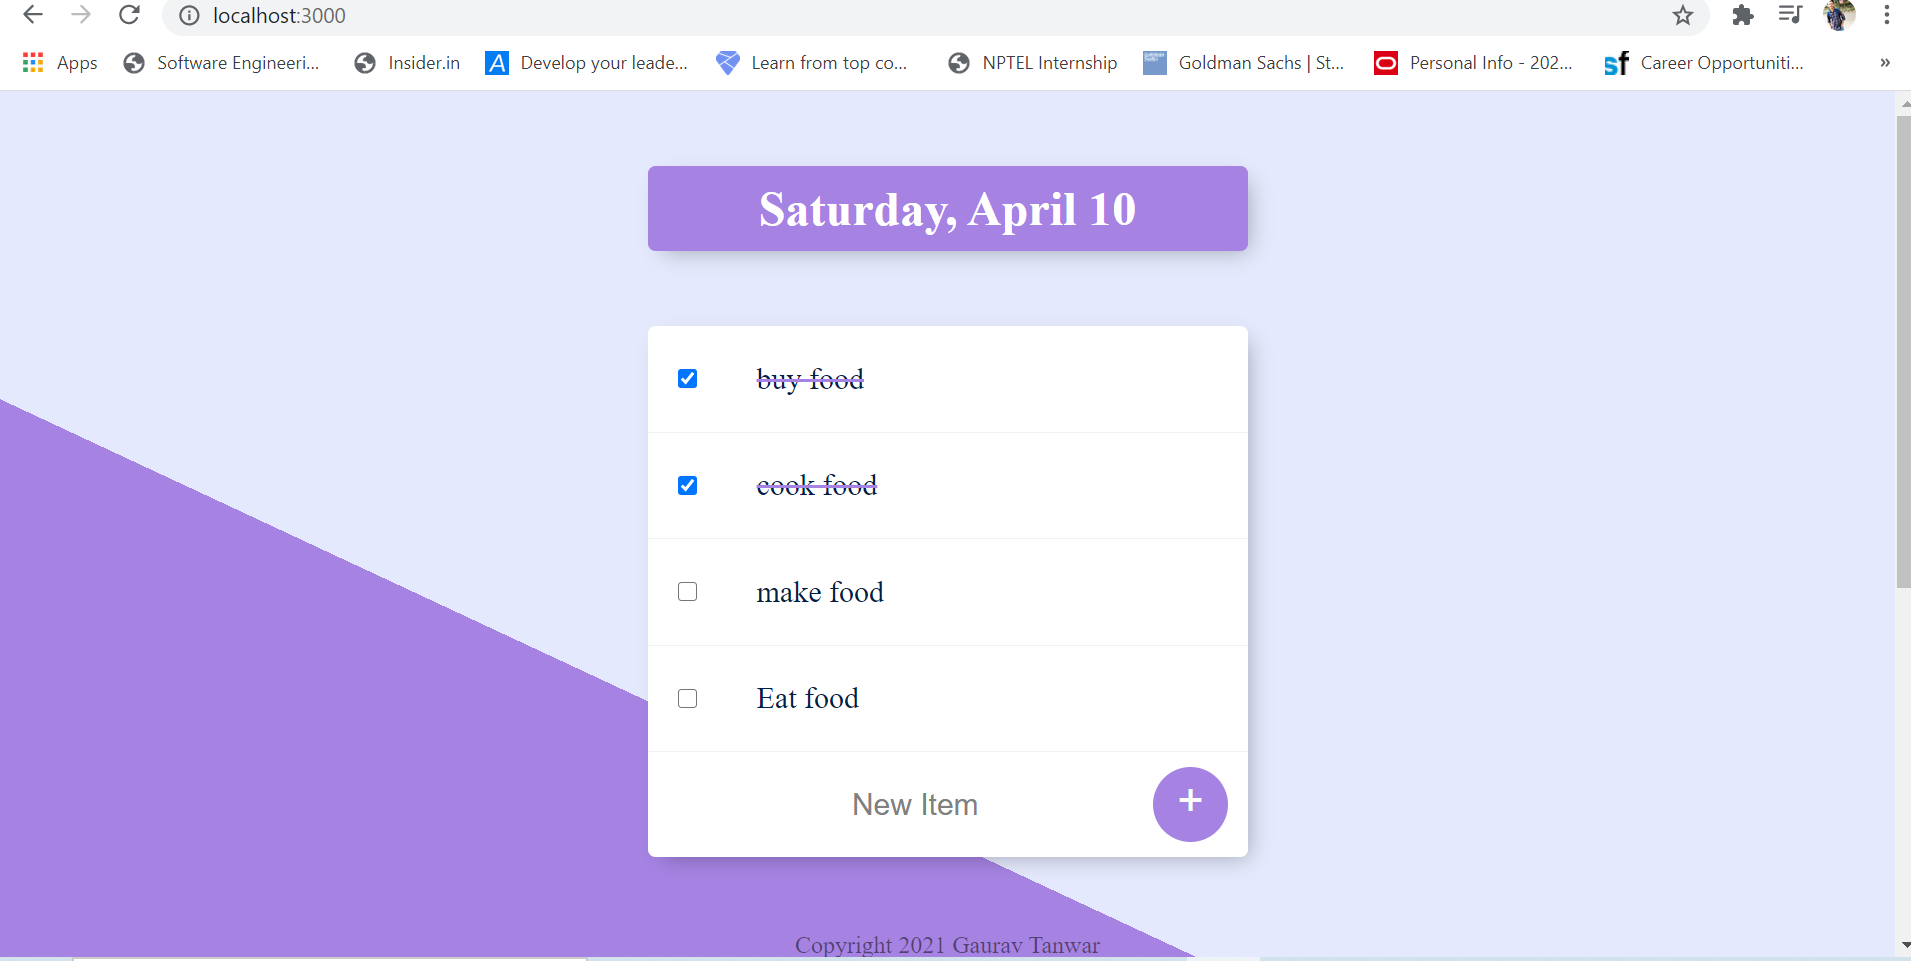 localhost:3000
Apps Software Engineeri... Insider.in Develop your leade... Learn from top co... NPTEL Internship Goldman Sachs | St... Personal Info - 202... Career Opportuniti... »
Saturday, April 10
buy food
cook food
make food
Eat food
New Item +
Copyright 2021 Gaurav Tanwar